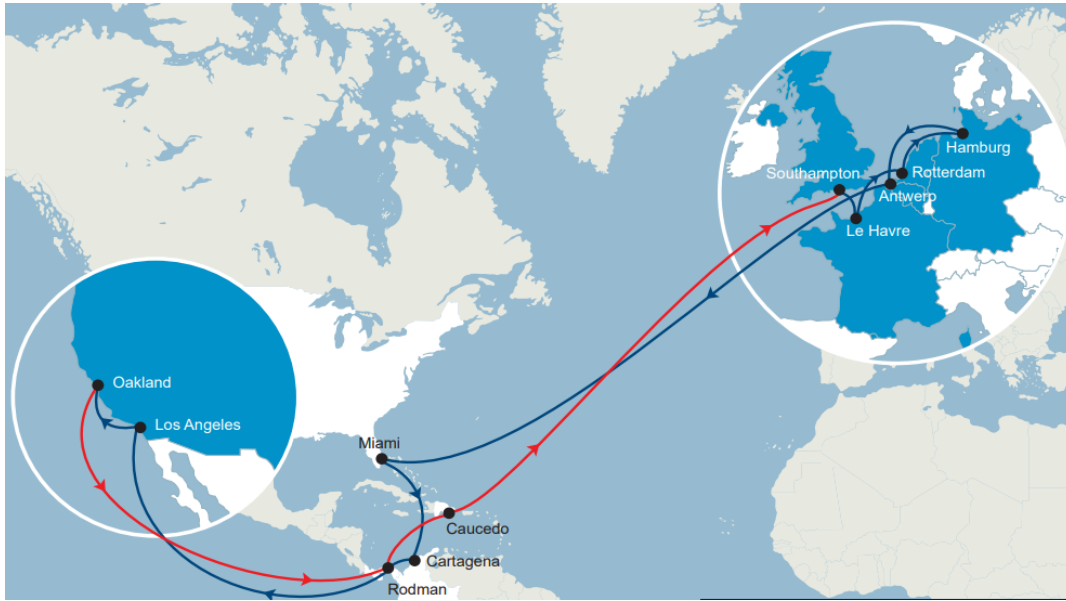 Hamburg
Southampton
Rotterdam
Antwerp
Le Havre
Oakland
Los Angeles
Miami
Caucedo
Cartagena
Rodman